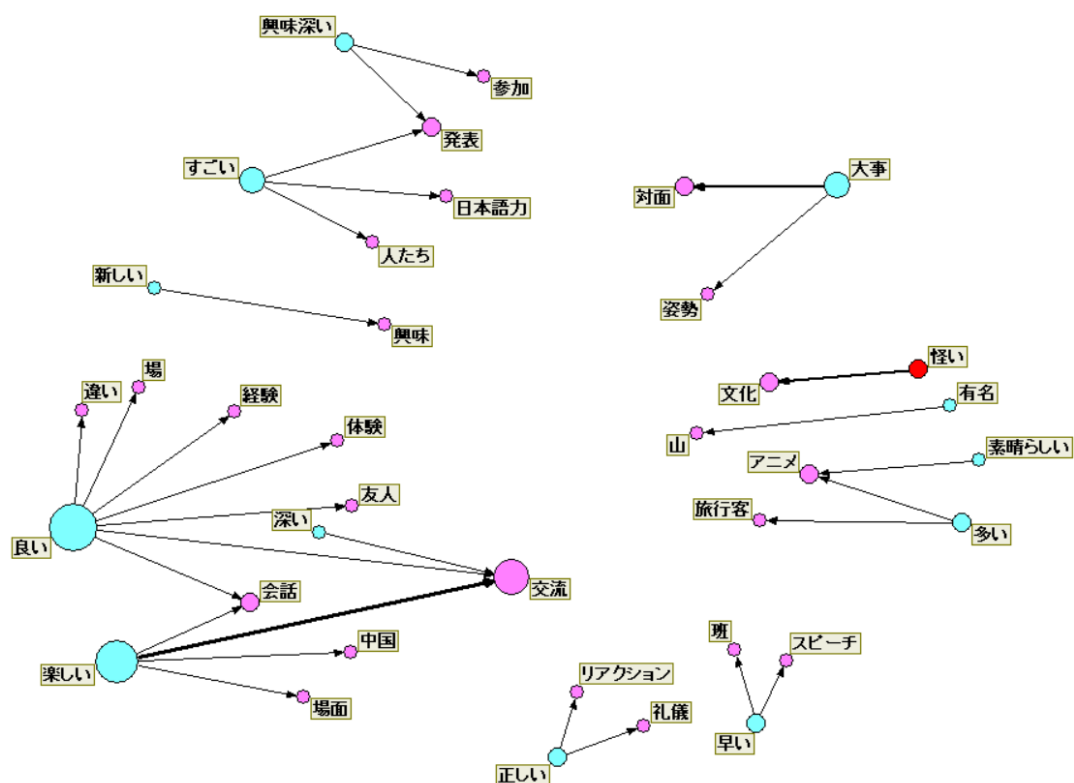 興味深い
参加
発表
すごい
日本語力
人たち
大事
対面
姿勢
新しい
興味
怪い
文化
有名
山
素晴らしい
アニメ
旅行客
多い
場
違い
経験
体験
友人
深い
良い
交流
会話
楽しい
中国
場面
リアクション
礼儀
正しい
班
スピーチ
早い